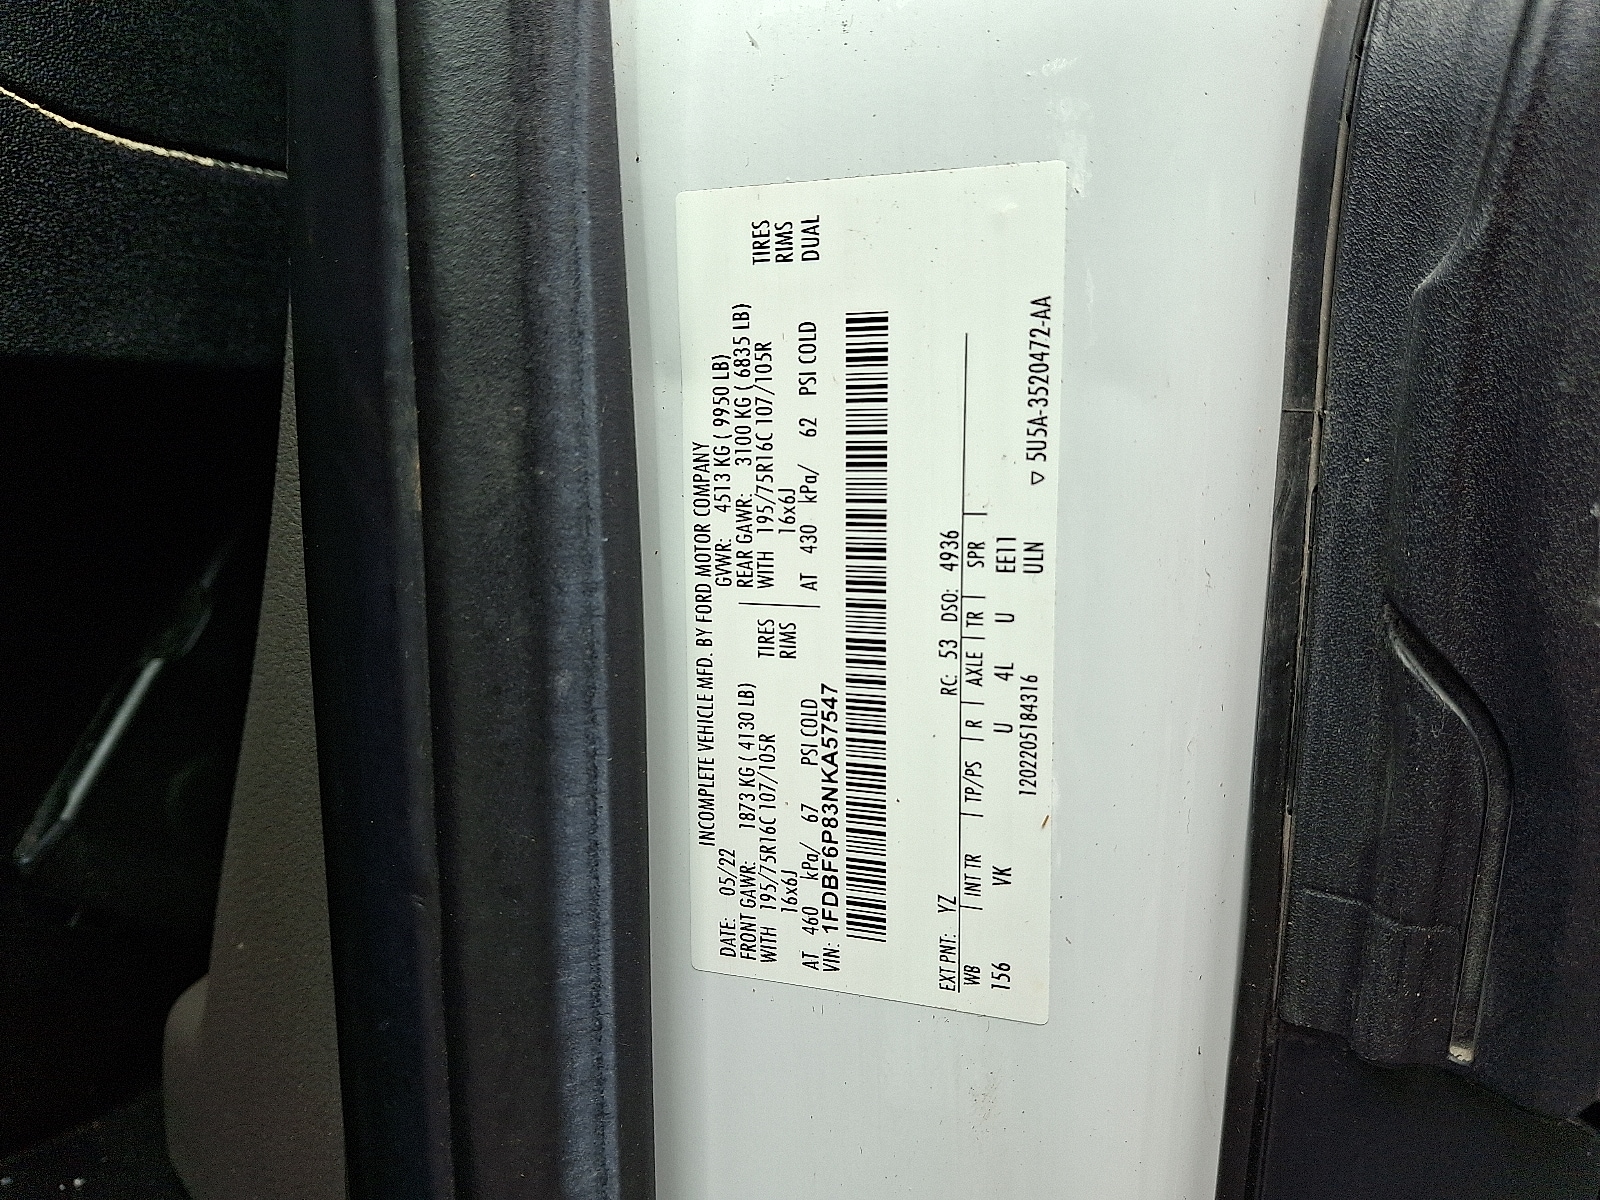 INCOMPLETE VEHICLE MFD. BY FORD MOTOR COMPANY
DATE: 05/22 GVWR: 4513 KG ( 9950 LB)
FRONT GAWR: 1873 KG ( 4130 LB) REAR GAWR: 3100 KG ( 6835 LB)
WITH 195/75R16C 107/105R TIRES WITH 195/75R16C 107/105R TIRES
16x6J RIMS 16x6J RIMS
AT 460 kPa/ 67 PSI COLD AT 430 kPa/ 62 PSI COLD DUAL
VIN: 1FDBF6P83NKA57547
EXT PNT: YZ RC: 53 DSO: 4936
WB INT TR TP/PS R AXLE TR SPR
156 VK U 4L U EE11
1202205184316 ULN ▽ 5U5A-3520472-AA